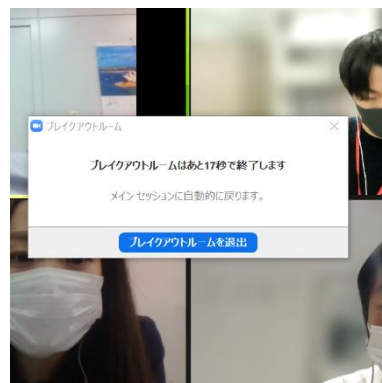 ブレイクアウトルーム
ブレイクアウトルームはあと17秒で終了します
メイン セッションに自動的に戻ります。
ブレイクアウトルームを退出